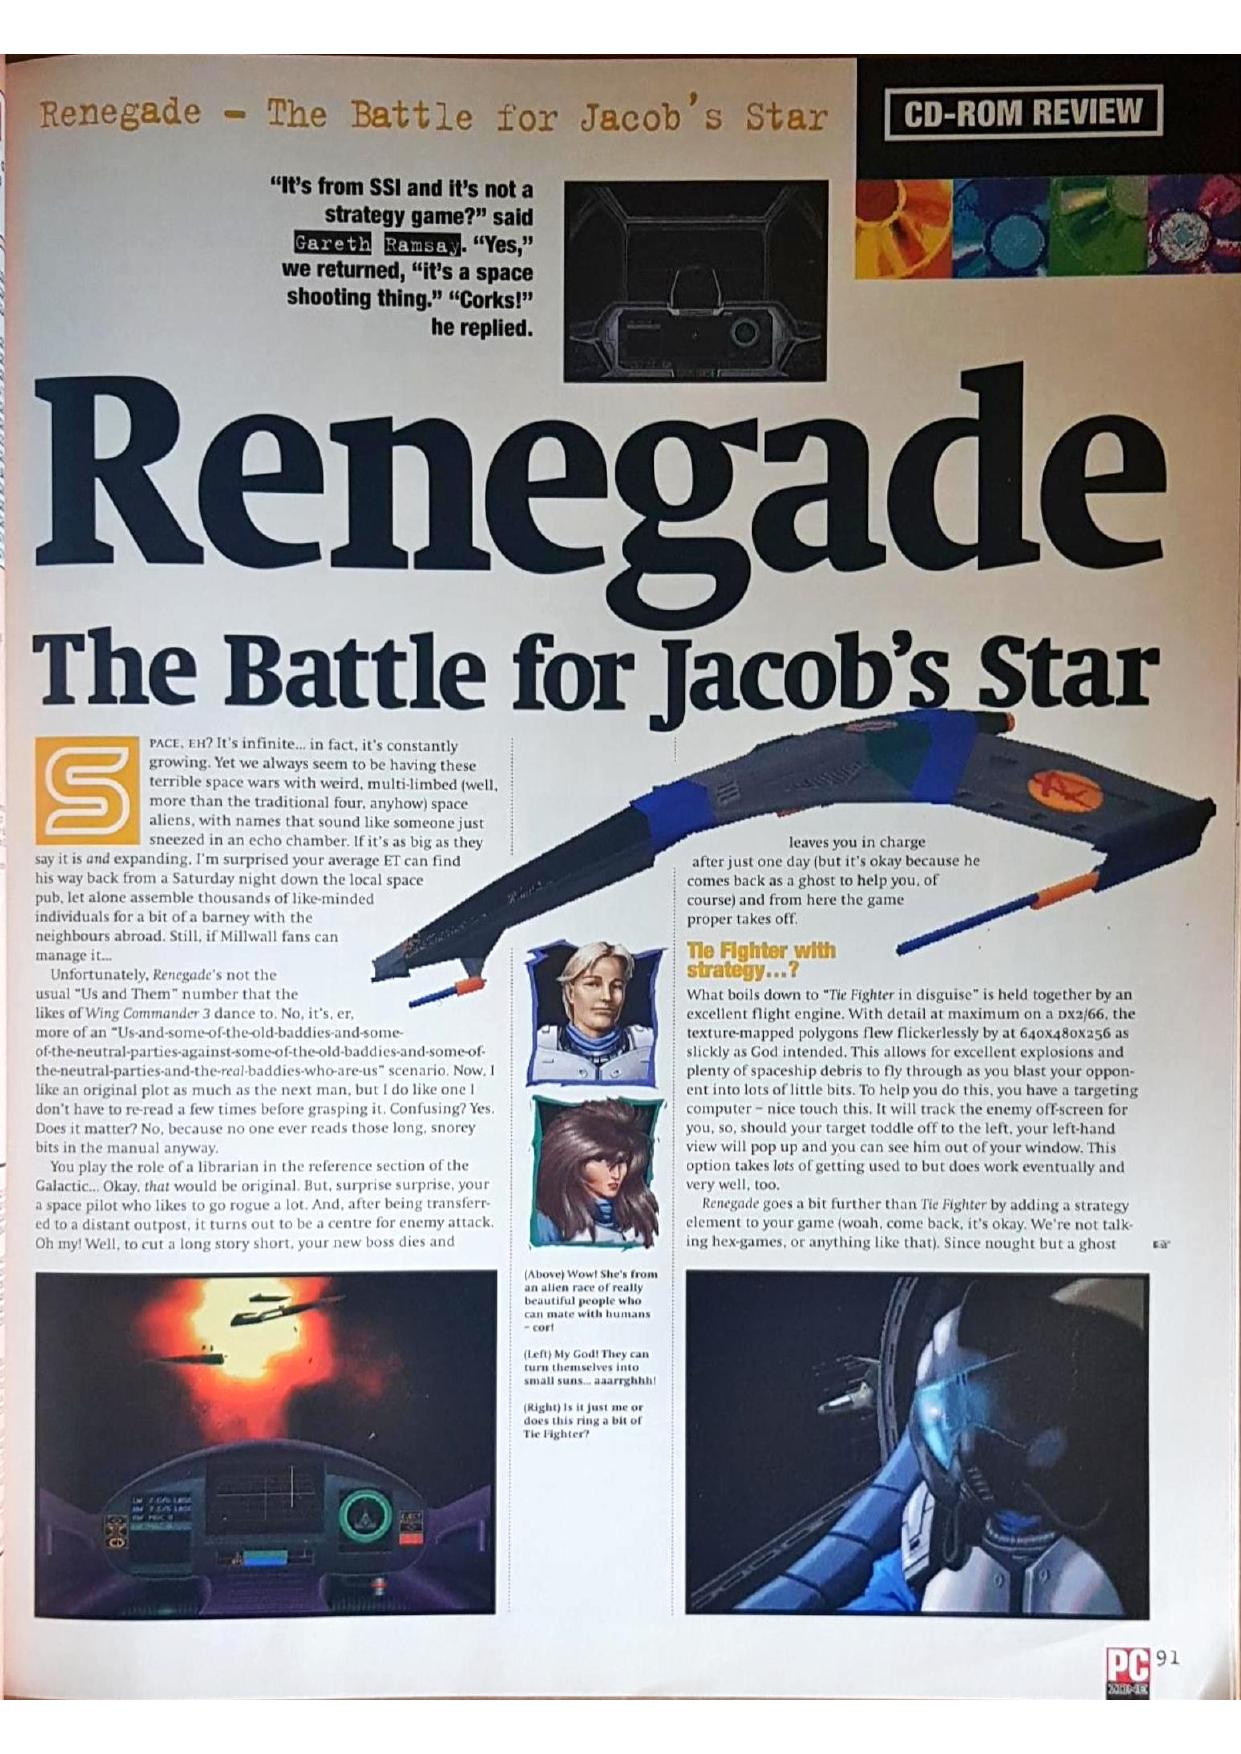 Renegade – The Battle for Jacob's Star
CD-ROM REVIEW
“It's from SSI and it's not a
strategy game?” said
Gareth Ramsay. “Yes,”
we returned, “it's a space
shooting thing.” “Corks!”
he replied.
Renegade
The Battle for Jacob's Star
SPACE, EH? It's infinite... in fact, it's constantly
growing. Yet we always seem to be having these
terrible space wars with weird, multi-limbed (well,
more than the traditional four, anyhow) space
aliens, with names that sound like someone just
sneezed in an echo chamber. If it's as big as they
say it is and expanding, I'm surprised your average ET can find
his way back from a Saturday night down the local space
pub, let alone assemble thousands of like-minded
individuals for a bit of a barney with the
neighbours abroad. Still, if Millwall fans can
manage it...
Unfortunately, Renegade's not the
usual “Us and Them” number that the
likes of Wing Commander 3 dance to. No, it's, er,
more of an “Us-and-some-of-the-old-baddies-and-some-
of-the-neutral-parties-against-some-of-the-old-baddies-and-some-of-
the-neutral-parties-and-the-real-baddies-who-are-us” scenario. Now, I
like an original plot as much as the next man, but I do like one I
don't have to re-read a few times before grasping it. Confusing? Yes.
Does it matter? No, because no one ever reads those long, snorey
bits in the manual anyway.
You play the role of a librarian in the reference section of the
Galactic... Okay, that would be original. But, surprise surprise, your
a space pilot who likes to go rogue a lot. And, after being transferr-
ed to a distant outpost, it turns out to be a centre for enemy attack.
Oh my! Well, to cut a long story short, your new boss dies and
(Above) Wow! She's from
an alien race of really
beautiful people who
can mate with humans
– cor!
(Left) My God! They can
turn themselves into
small suns... aaarrghhh!
(Right) Is it just me or
does this ring a bit of
Tie Fighter?
leaves you in charge
after just one day (but it's okay because he
comes back as a ghost to help you, of
course) and from here the game
proper takes off.
Tie Fighter with
strategy...?
What boils down to “Tie Fighter in disguise” is held together by an
excellent flight engine. With detail at maximum on a DX2/66, the
texture-mapped polygons flew flickerlessly by at 640x480x256 as
slickly as God intended. This allows for excellent explosions and
plenty of spaceship debris to fly through as you blast your oppon-
ent into lots of little bits. To help you do this, you have a targeting
computer – nice touch this. It will track the enemy off-screen for
you, so, should your target toddle off to the left, your left-hand
view will pop up and you can see him out of your window. This
option takes lots of getting used to but does work eventually and
very well, too.
Renegade goes a bit further than Tie Fighter by adding a strategy
element to your game (woah, come back, it's okay. We're not talk-
ing hex-games, or anything like that). Since nought but a ghost
CD
EJECT
PC
ZONE
91